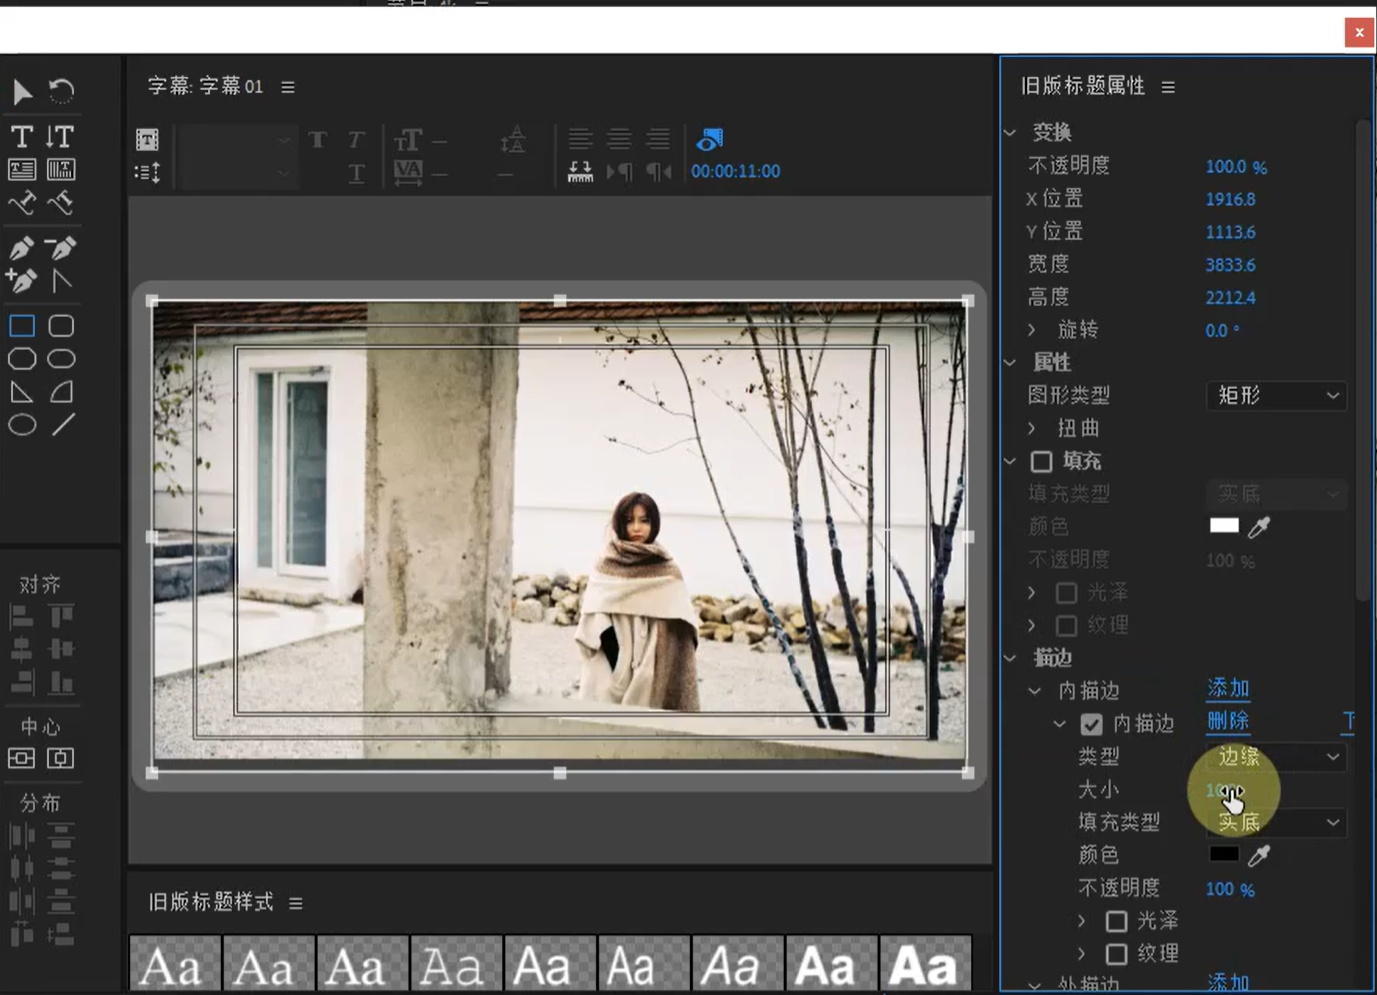 字幕: 字幕 01
00:00:11:00
对齐
中心
分布
旧版标题样式
Aa Aa Aa Aa Aa Aa Aa Aa Aa
旧版标题属性
变换
不透明度 100.0 %
X 位置 1916.8
Y 位置 1113.6
宽度 3833.6
高度 2212.4
旋转 0.0 °
属性
图形类型 矩形
扭曲
填充
填充类型 实底
颜色
不透明度 100 %
光泽
纹理
描边
内描边 添加
内描边 删除
类型 边缘
大小
填充类型 实底
颜色
不透明度 100 %
光泽
纹理
外描边 添加